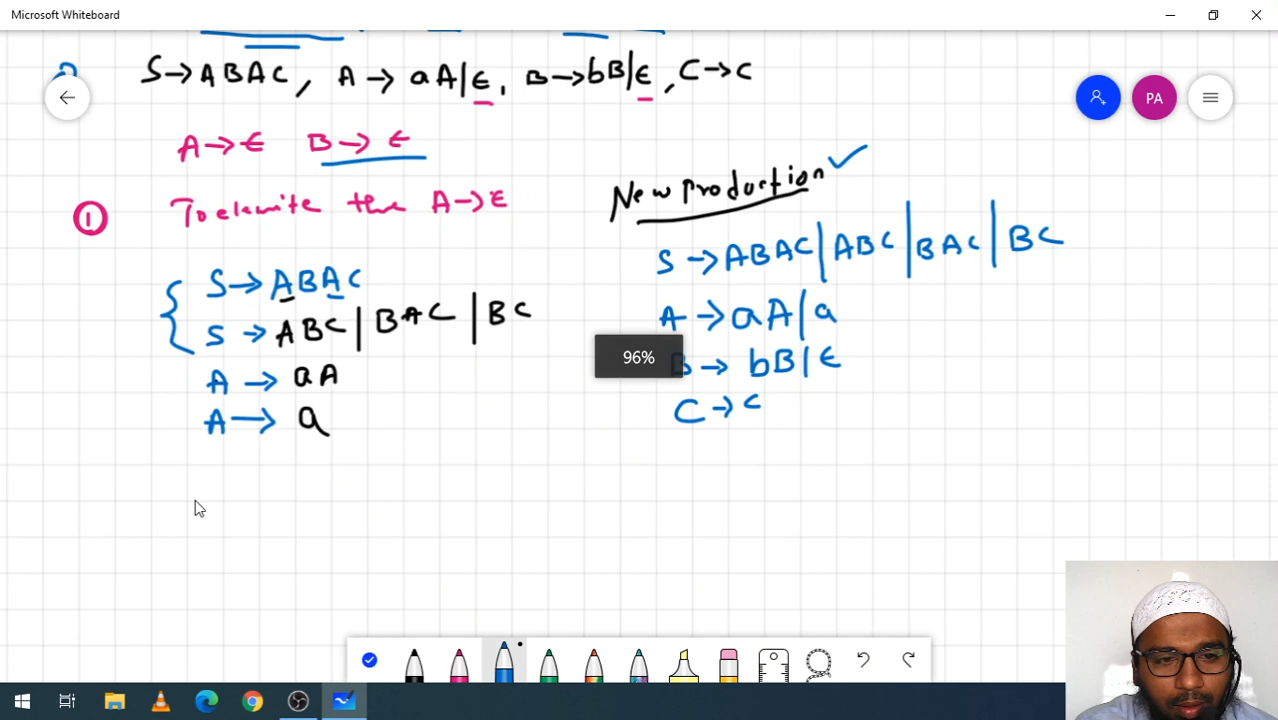 Microsoft Whiteboard
S→ABAC, A→aA|ε, B→bB|ε, C→c
A→ε B→ε
PA
① To elemite the A→ε
New production ✓
S→ABAC
S→ABC|BAC|BC
A→aA
A→a
S→ABAC|ABC|BAC|BC
A→aA|a
96%
B→bB|ε
C→c